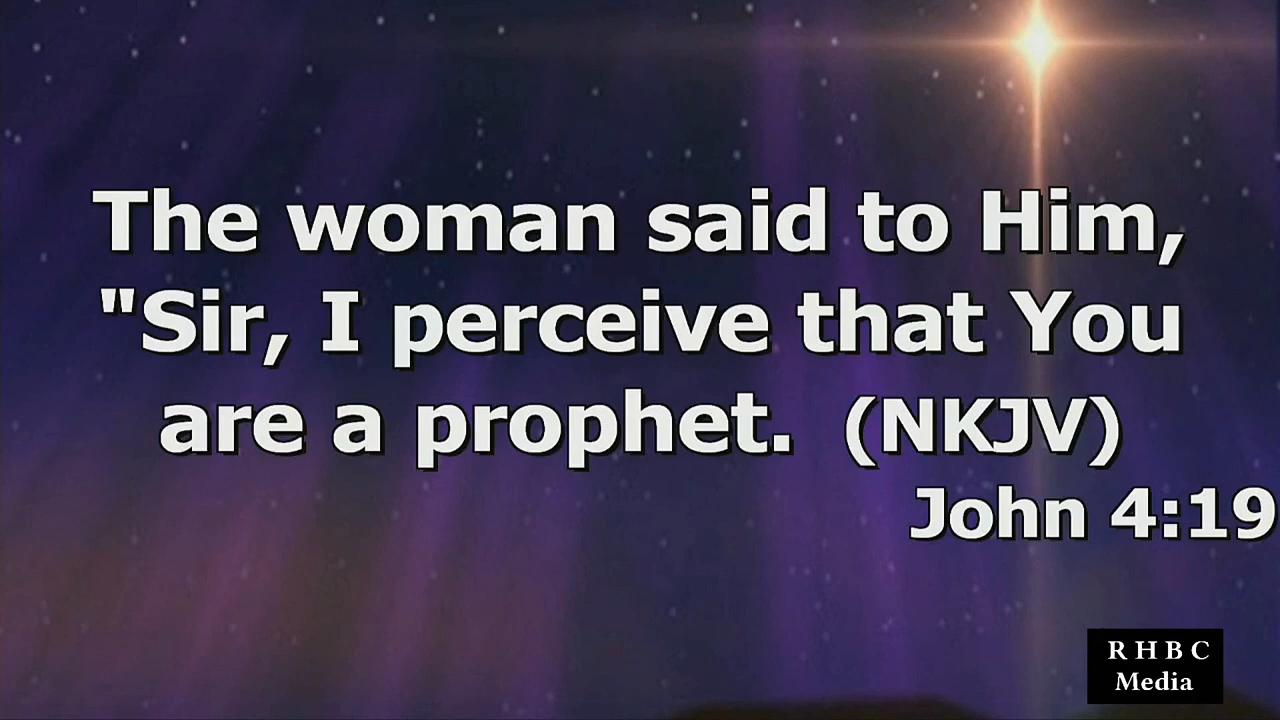 The woman said to Him,
"Sir, I perceive that You
are a prophet.  (NKJV)
John 4:19
R H B C
Media